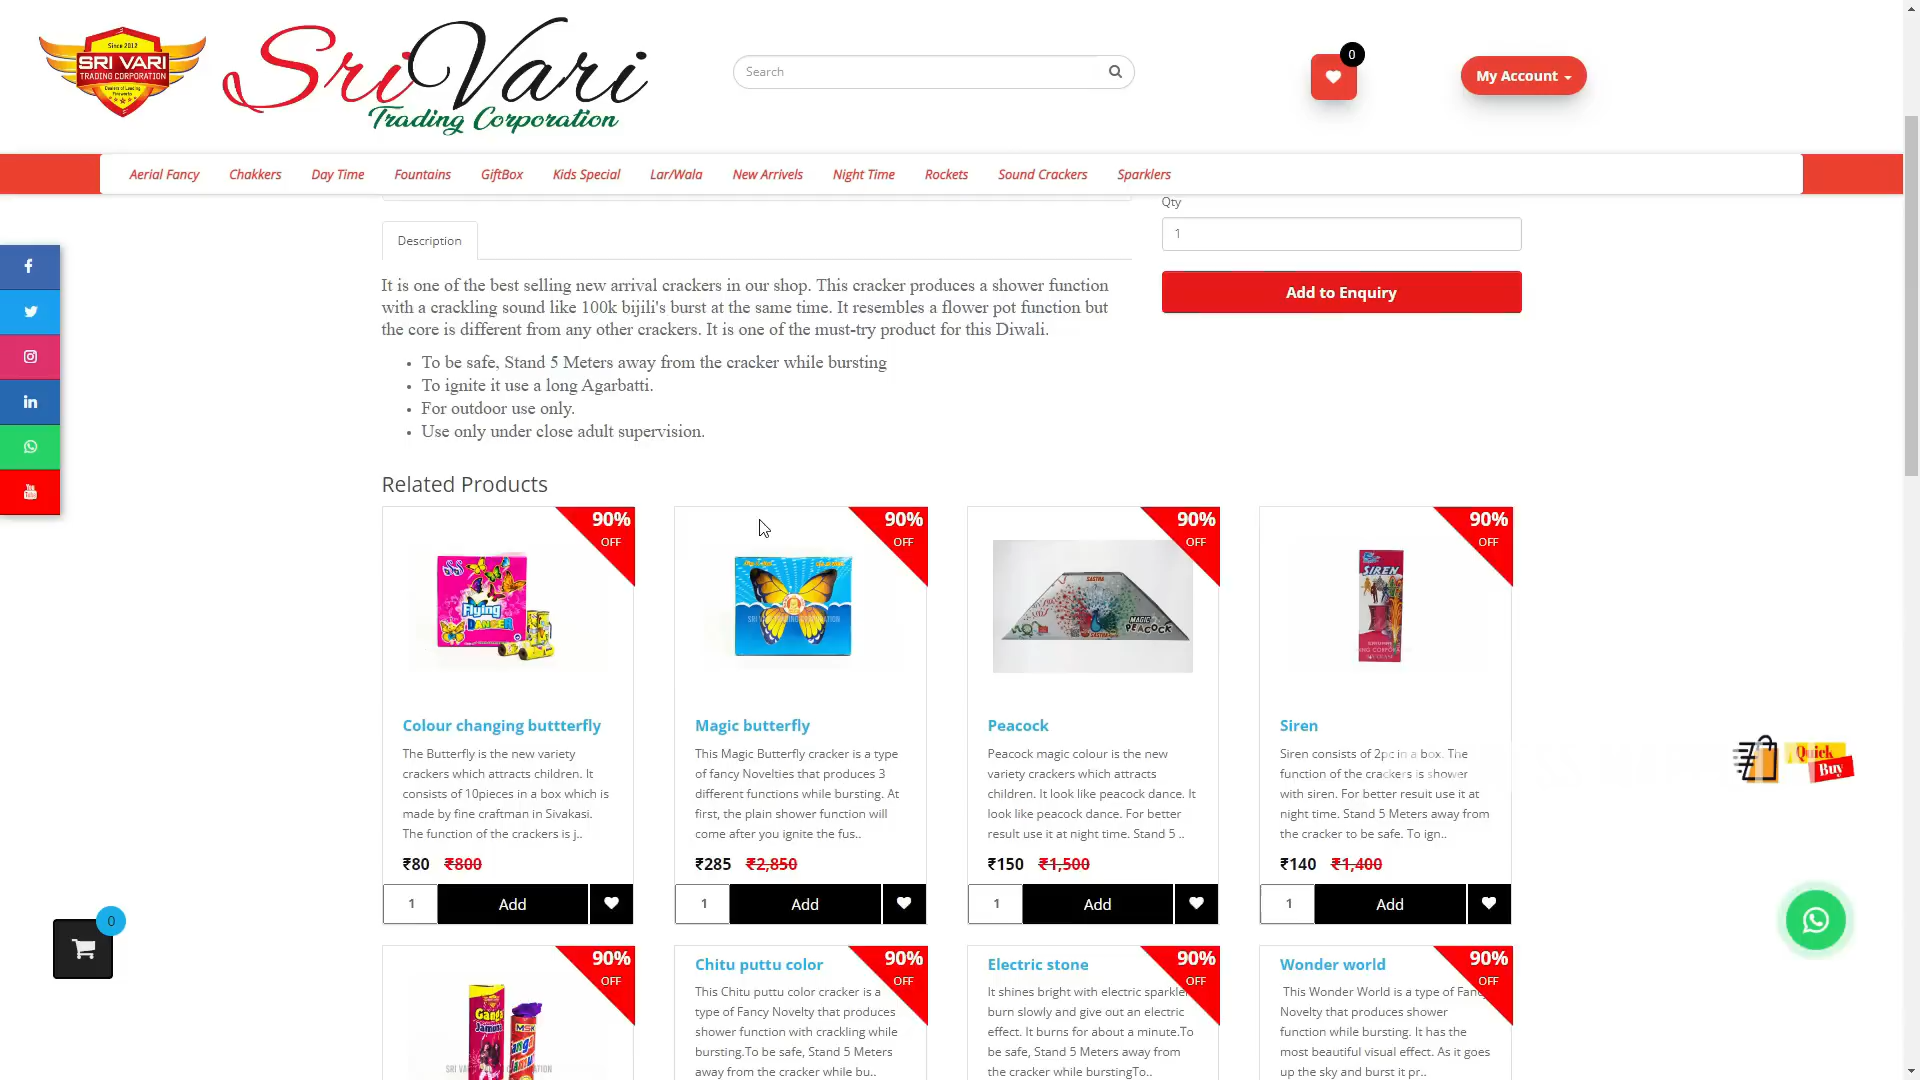 Since 2012
SRI VARI
TRADING CORPORATION
Dealers of Leading
Fireworks
Sri Vari
Trading Corporation
Search
0
My Account
Aerial Fancy
Chakkers
Day Time
Fountains
GiftBox
Kids Special
Lar/Wala
New Arrivels
Night Time
Rockets
Sound Crackers
Sparklers
Qty
1
Add to Enquiry
Description
It is one of the best selling new arrival crackers in our shop. This cracker produces a shower function
with a crackling sound like 100k bijili's burst at the same time. It resembles a flower pot function but
the core is different from any other crackers. It is one of the must-try product for this Diwali.
To be safe, Stand 5 Meters away from the cracker while bursting
To ignite it use a long Agarbatti.
For outdoor use only.
Use only under close adult supervision.
You
Related Products
90%
OFF
Flying
DANCER
Colour changing buttterfly
The Butterfly is the new variety
crackers which attracts children. It
consists of 10pieces in a box which is
made by fine craftman in Sivakasi.
The function of the crackers is j..
₹80 ₹800
1
Add
90%
OFF
SRI VARI TRADING CORPORATION
Magic butterfly
This Magic Butterfly cracker is a type
of fancy Novelties that produces 3
different functions while bursting. At
first, the plain shower function will
come after you ignite the fus..
₹285 ₹2,850
1
Add
90%
OFF
SASTHA
MAGIC
PEACOCK
Peacock
Peacock magic colour is the new
variety crackers which attracts
children. It look like peacock dance. It
look like peacock dance. For better
result use it at night time. Stand 5 ..
₹150 ₹1,500
1
Add
90%
OFF
SIREN
Siren
Siren consists of 2pc in a box. The
function of the crackers is shower
with siren. For better resuit use it at
night time. Stand 5 Meters away from
the cracker to be safe. To ign..
₹140 ₹1,400
1
Add
Quick
Buy
0
90%
OFF
Ganga
Jamuna
MSK
90%
OFF
Chitu puttu color
This Chitu puttu color cracker is a
type of Fancy Novelty that produces
shower function with crackling while
bursting.To be safe, Stand 5 Meters
away from the cracker while bu..
90%
OFF
Electric stone
It shines bright with electric sparkler
burn slowly and give out an electric
effect. It burns for about a minute.To
be safe, Stand 5 Meters away from
the cracker while burstingTo..
90%
OFF
Wonder world
This Wonder World is a type of Fancy
Novelty that produces shower
function while bursting. It has the
most beautiful visual effect. As it goes
up the sky and burst it pr..